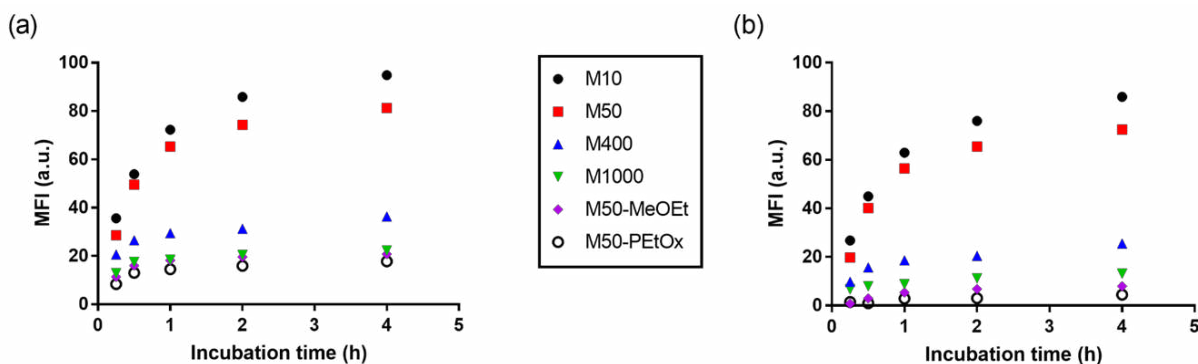 (a)
100
80
60
40
20
0
MFI (a.u.)
0 1 2 3 4 5
Incubation time (h)
M10
M50
M400
M1000
M50-MeOEt
M50-PEtOx
(b)
100
80
60
40
20
0
MFI (a.u.)
0 1 2 3 4 5
Incubation time (h)